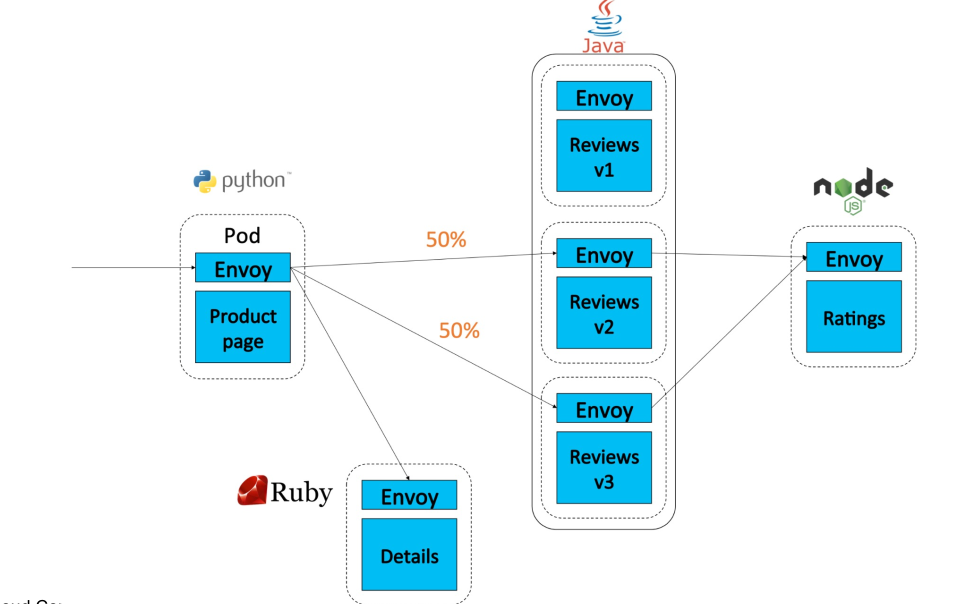 Java
Envoy
Reviews
v1
python™
node
JS
Pod
50%
Envoy
Envoy
Envoy
Product
page
Reviews
v2
Ratings
50%
Envoy
Reviews
v3
Ruby
Envoy
Details